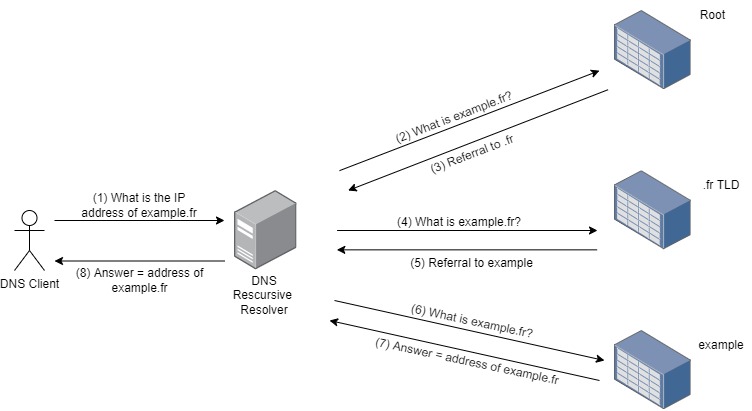 Root
(2) What is example.fr?
(3) Referral to .fr
(1) What is the IP
address of example.fr
.fr TLD
(4) What is example.fr?
(5) Referral to example
(8) Answer = address of
example.fr
DNS Client
DNS
Rescursive
Resolver
(6) What is example.fr?
(7) Answer = address of example.fr
example